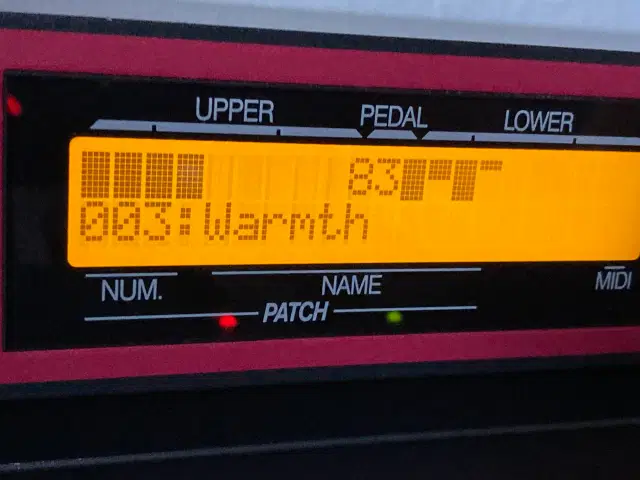 UPPER PEDAL LOWER
83
003:Warmth
NUM. NAME MIDI
PATCH